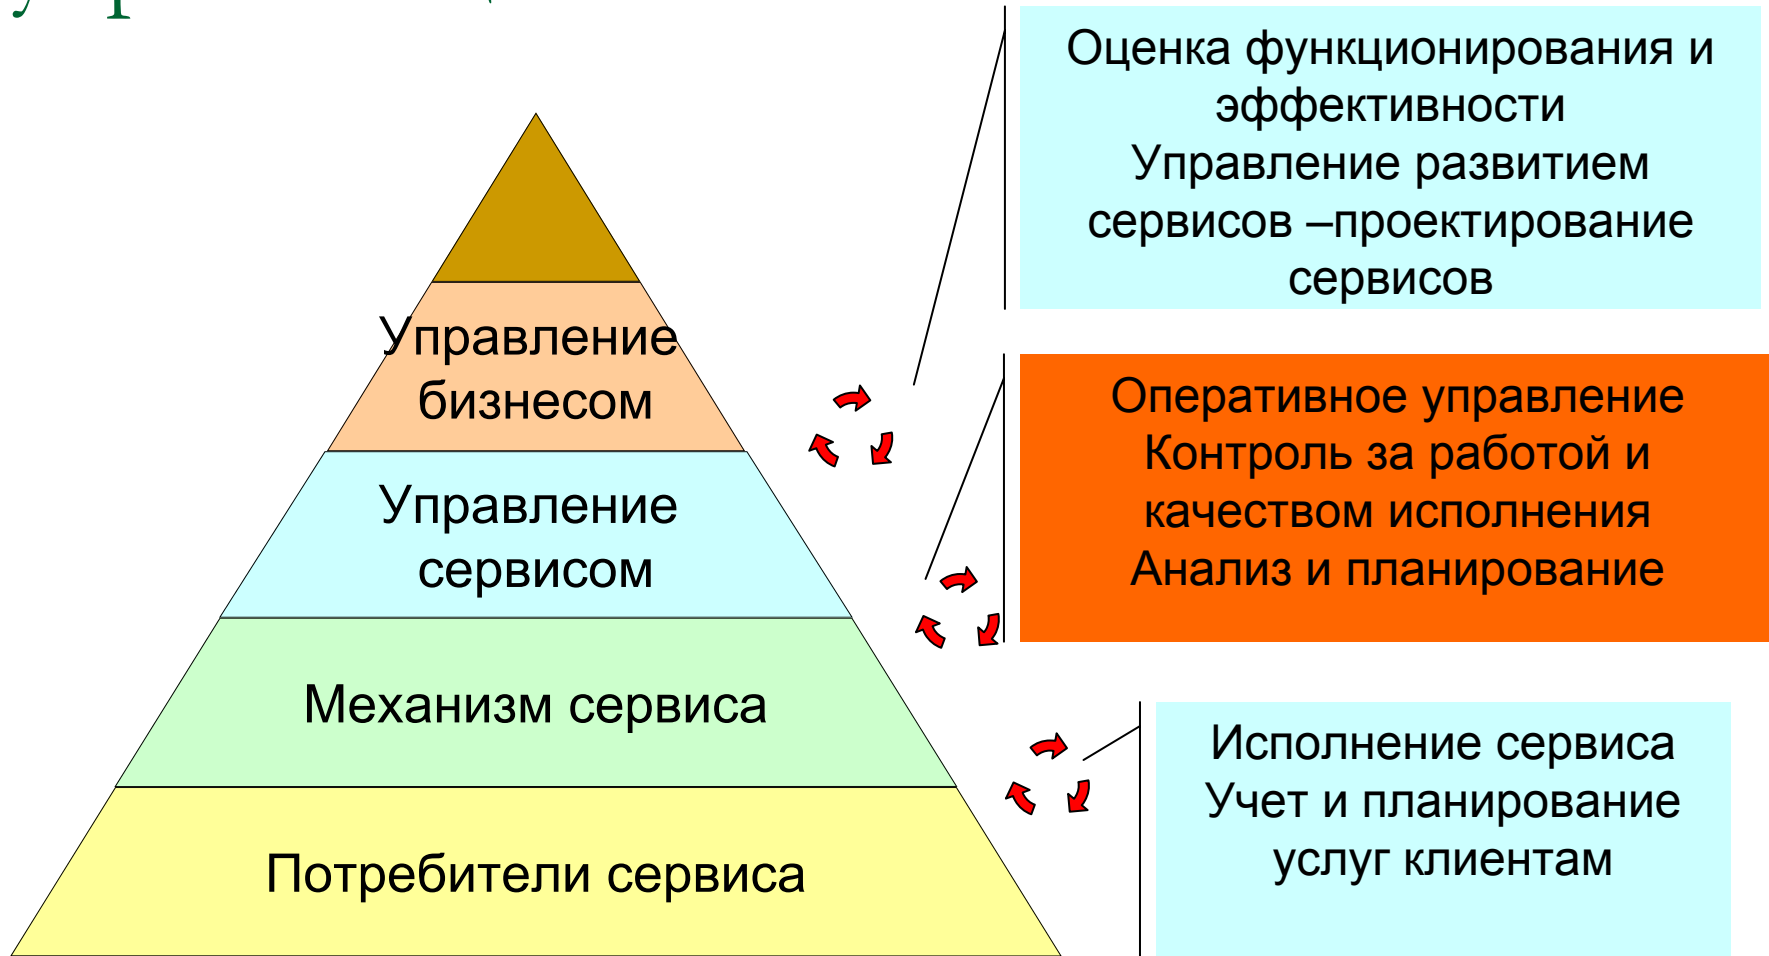 Оценка функционирования и
эффективности
Управление развитием
сервисов –проектирование
сервисов
Управление
бизнесом
Оперативное управление
Контроль за работой и
качеством исполнения
Анализ и планирование
Управление
сервисом
Механизм сервиса
Исполнение сервиса
Учет и планирование
услуг клиентам
Потребители сервиса